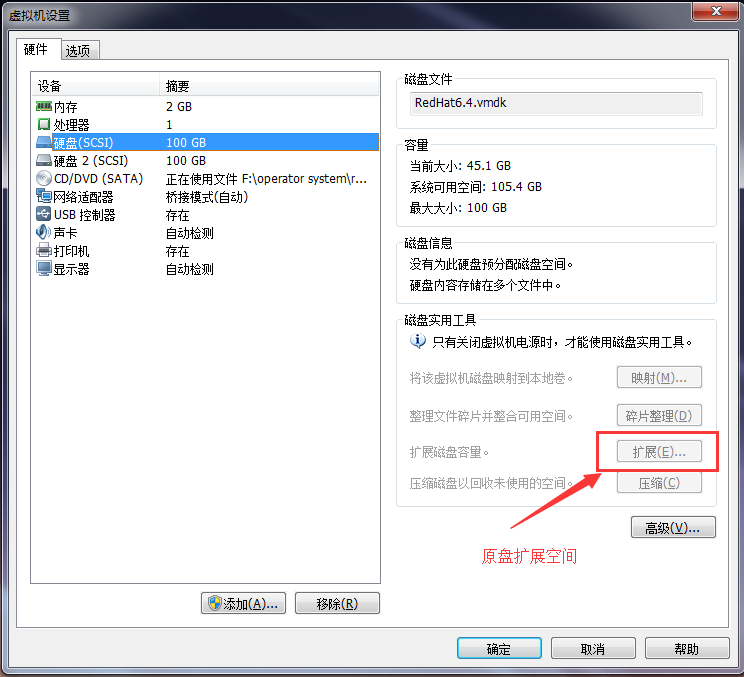 虚拟机设置
硬件 选项
设备 摘要
内存 2 GB
处理器 1
硬盘(SCSI) 100 GB
硬盘 2 (SCSI) 100 GB
CD/DVD (SATA) 正在使用文件 F:\operator system\r...
网络适配器 桥接模式(自动)
USB 控制器 存在
声卡 自动检测
打印机 存在
显示器 自动检测
添加(A)... 移除(R)
磁盘文件
RedHat6.4.vmdk
容量
当前大小: 45.1 GB
系统可用空间: 105.4 GB
最大大小: 100 GB
磁盘信息
没有为此硬盘预分配磁盘空间。
硬盘内容存储在多个文件中。
磁盘实用工具
只有关闭虚拟机电源时，才能使用磁盘实用工具。
将该虚拟机磁盘映射到本地卷。 映射(M)...
整理文件碎片并整合可用空间。 碎片整理(D)
扩展磁盘容量。 扩展(E)...
压缩磁盘以回收未使用的空间。 压缩(C)
高级(V)...
原盘扩展空间
确定 取消 帮助